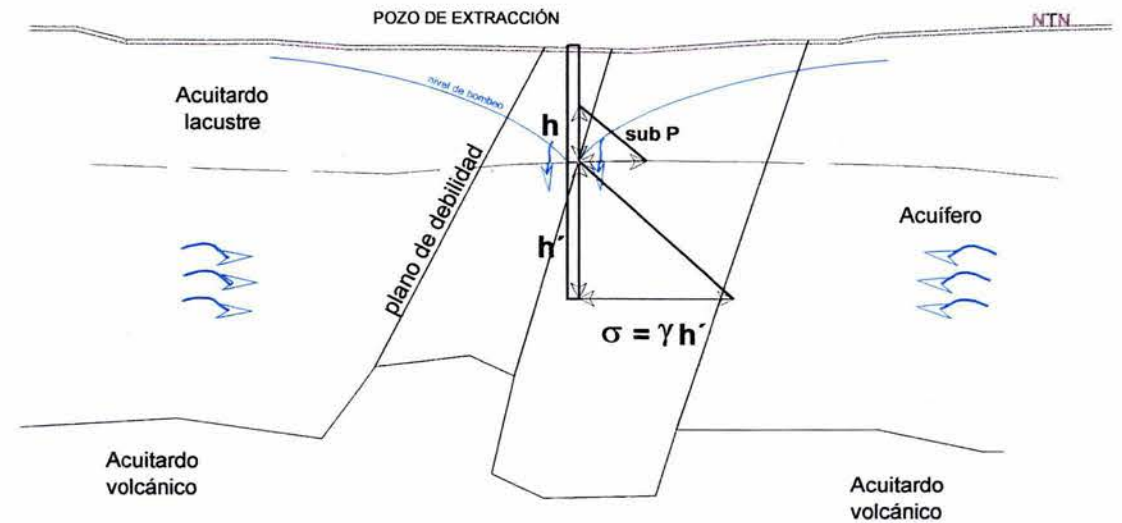 POZO DE EXTRACCIÓN
NTN
nivel de bombeo
Acuitardo
lacustre
h
sub P
plano de debilidad
Acuífero
h´
σ = γ h´
Acuitardo
volcánico
Acuitardo
volcánico